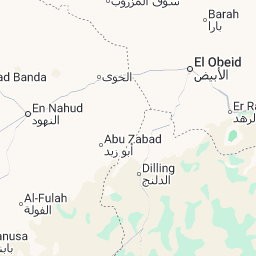 سوق المزروب
Barah
بارا
El Obeid
الأبيض
ad Banda
الخوى
En Nahud
النهود
Er Ra
الرهد
Abu Zabad
أبو زبد
Dilling
الدلنج
Al-Fulah
الفولة
anusa